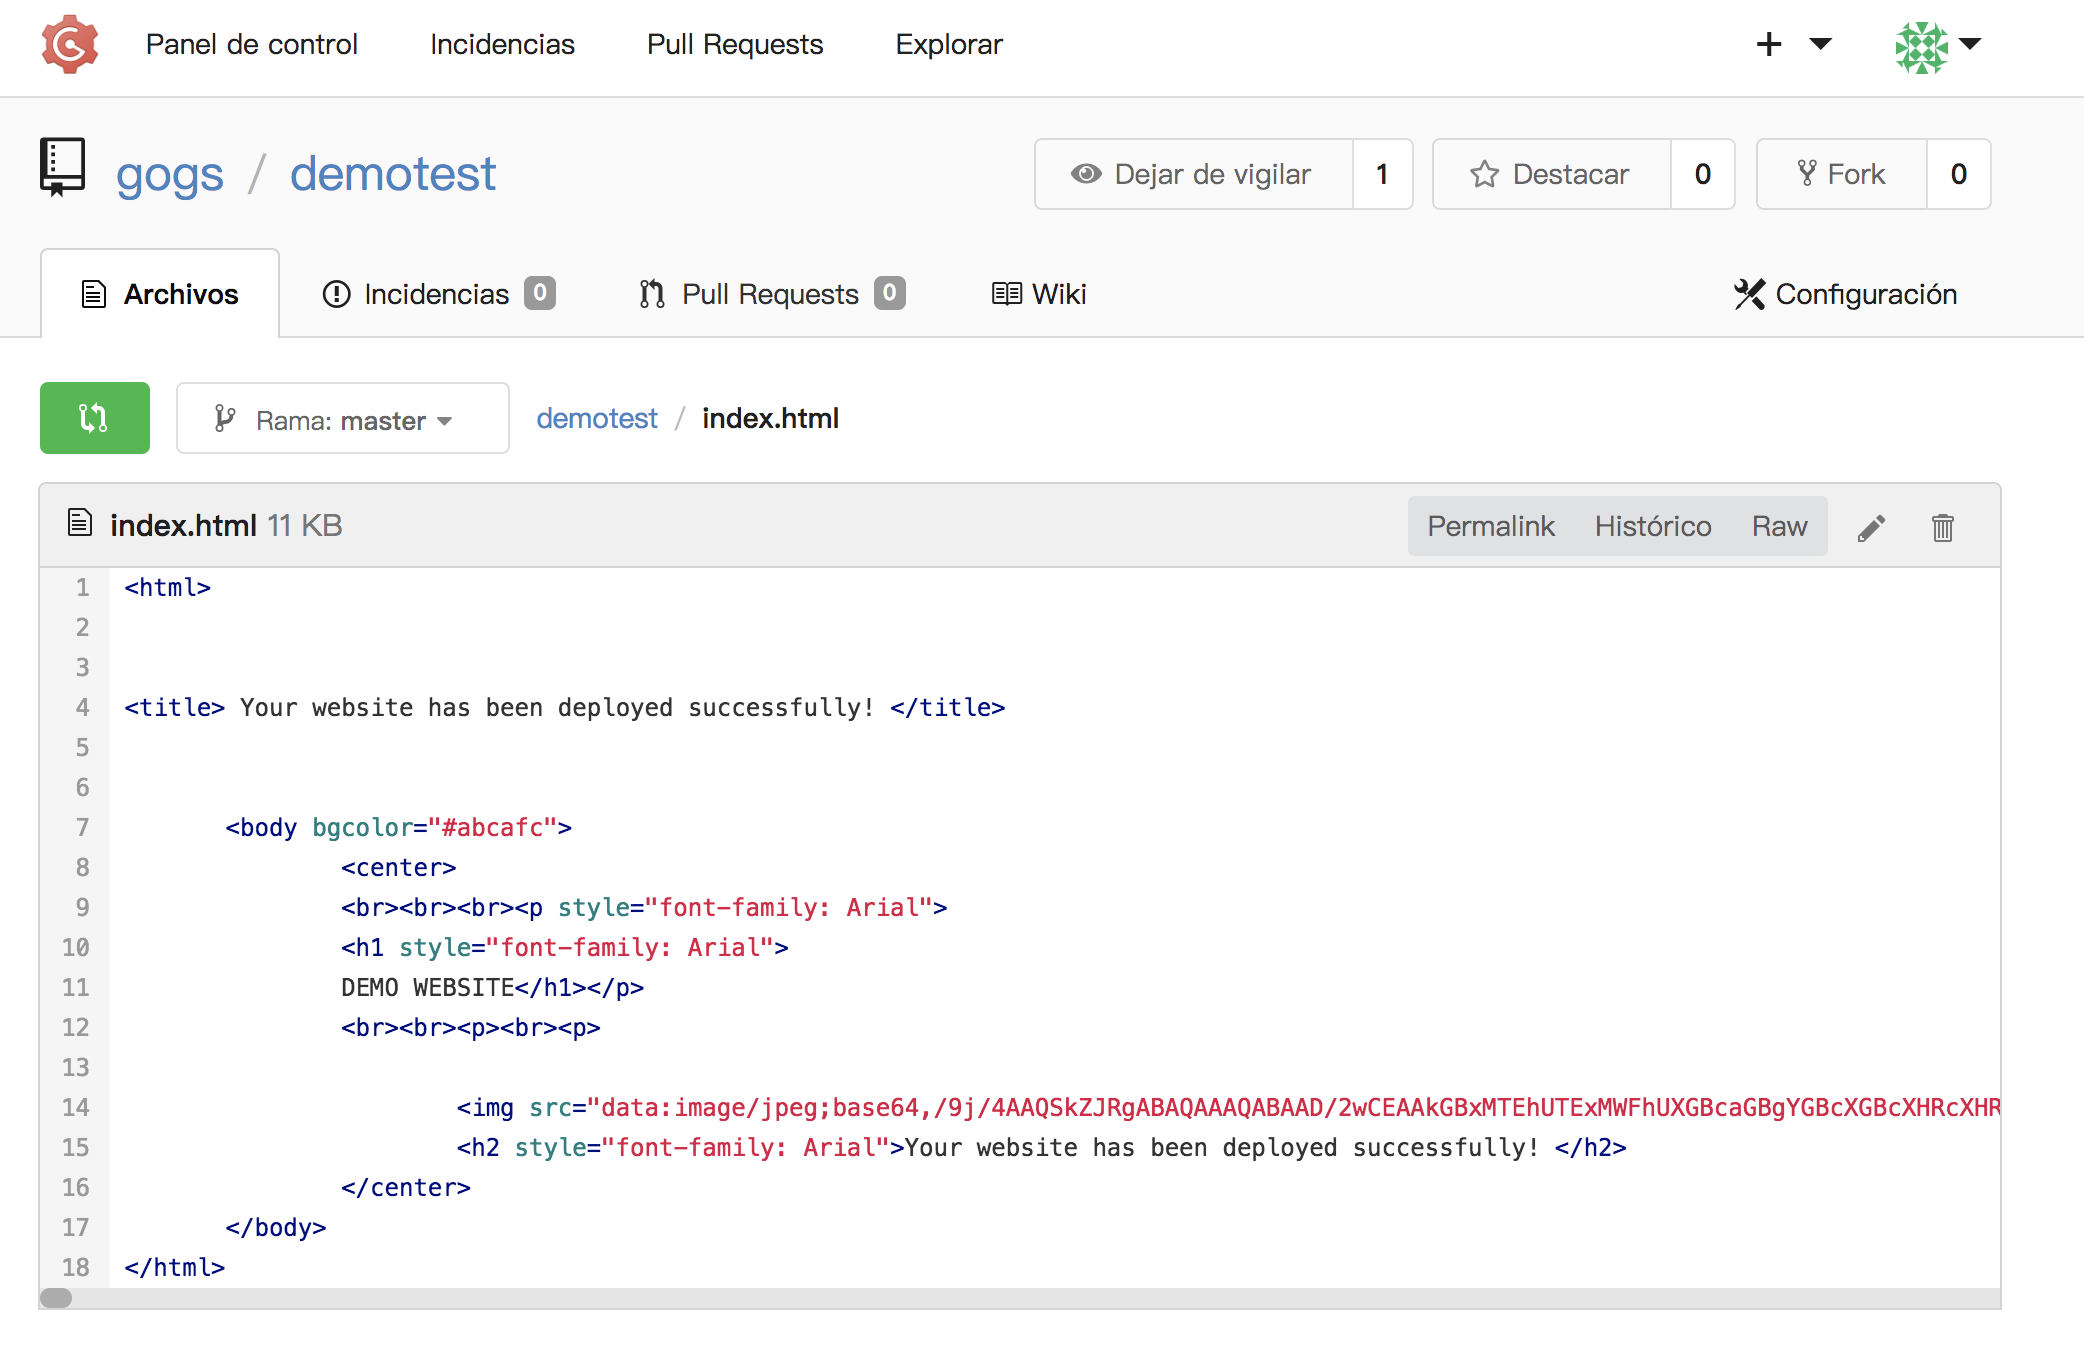 Panel de control Incidencias Pull Requests Explorar
gogs / demotest Dejar de vigilar 1 Destacar 0 Fork 0
Archivos Incidencias 0 Pull Requests 0 Wiki Configuración
Rama: master demotest / index.html
index.html 11 KB Permalink Histórico Raw
1 <html>
2
3
4 <title> Your website has been deployed successfully! </title>
5
6
7 <body bgcolor="#abcafc">
8 <center>
9 <br><br><br><p style="font-family: Arial">
10 <h1 style="font-family: Arial">
11 DEMO WEBSITE</h1></p>
12 <br><br><p><br><p>
13
14 <img src="data:image/jpeg;base64,/9j/4AAQSkZJRgABAQAAAQABAAD/2wCEAAkGBxMTEhUTExMWFhUXGBcaGBgYGBcXGBcXHRcXHR
15 <h2 style="font-family: Arial">Your website has been deployed successfully! </h2>
16 </center>
17 </body>
18 </html>